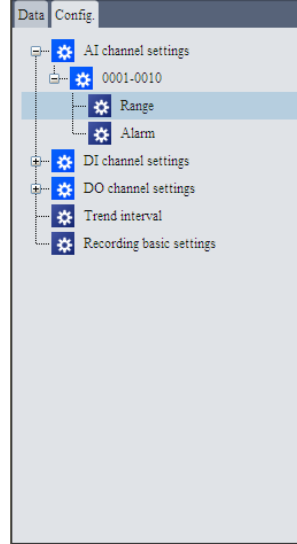 Data Config.
AI channel settings
0001-0010
Range
Alarm
DI channel settings
DO channel settings
Trend interval
Recording basic settings